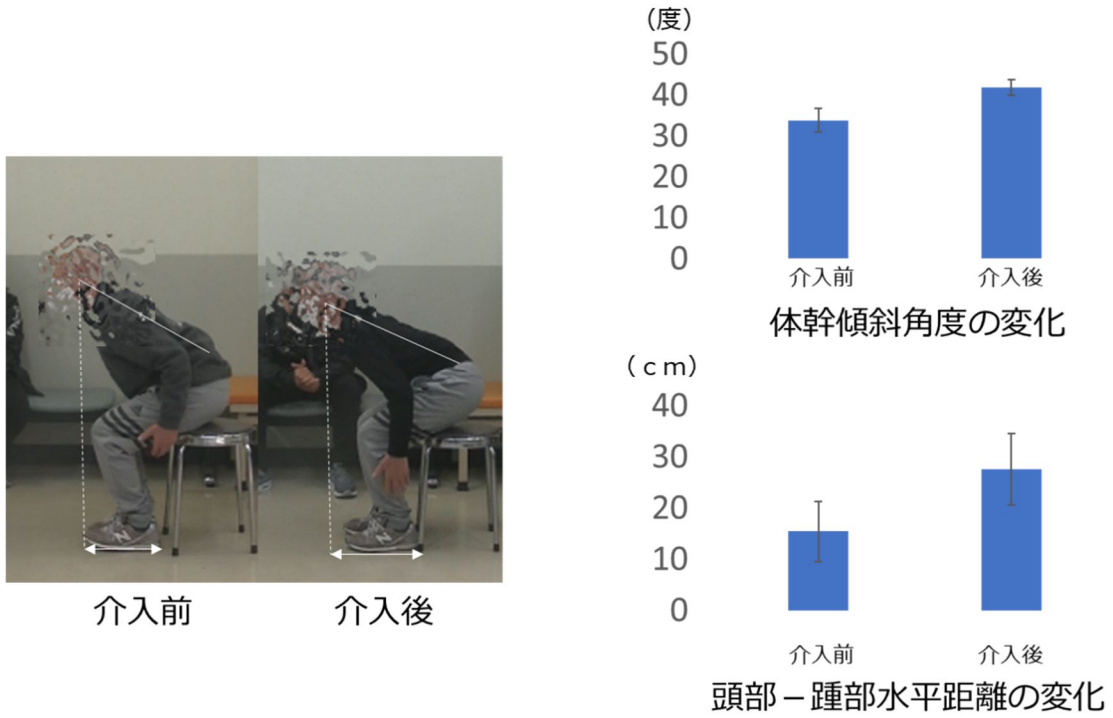 介入前
介入後
（度）
50
40
30
20
10
0
介入前
介入後
体幹傾斜角度の変化
（ｃｍ）
40
30
20
10
0
介入前
介入後
頭部－踵部水平距離の変化
N
N